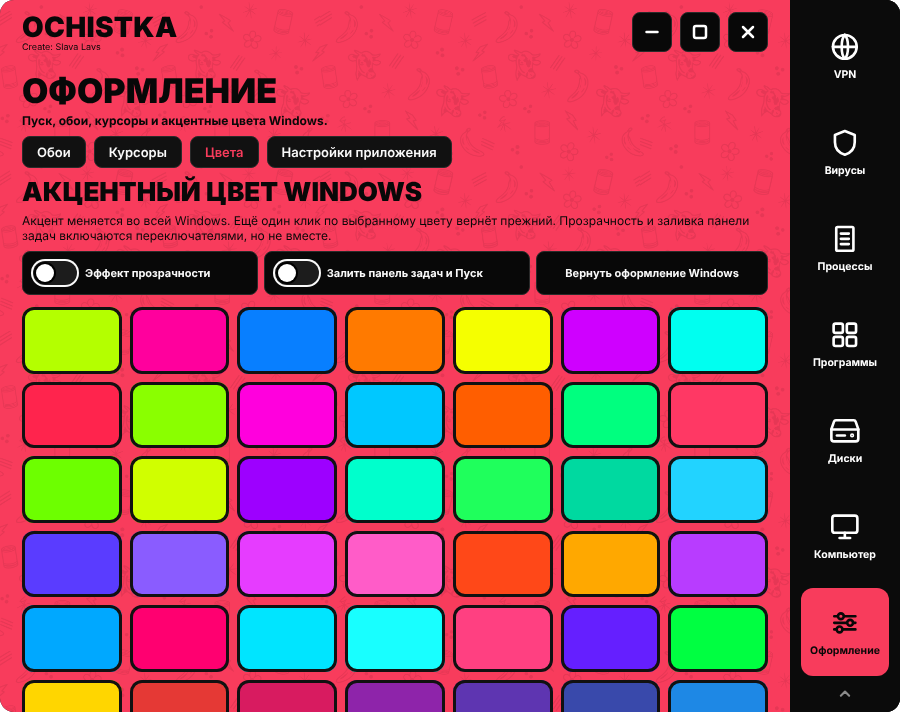 OCHISTKA
Create: Slava Lavs
ОФОРМЛЕНИЕ
Пуск, обои, курсоры и акцентные цвета Windows.
Обои
Курсоры
Цвета
Настройки приложения
АКЦЕНТНЫЙ ЦВЕТ WINDOWS
Акцент меняется во всей Windows. Ещё один клик по выбранному цвету вернёт прежний. Прозрачность и заливка панели
задач включаются переключателями, но не вместе.
Эффект прозрачности
Залить панель задач и Пуск
Вернуть оформление Windows
VPN
Вирусы
Процессы
Программы
Диски
Компьютер
Оформление